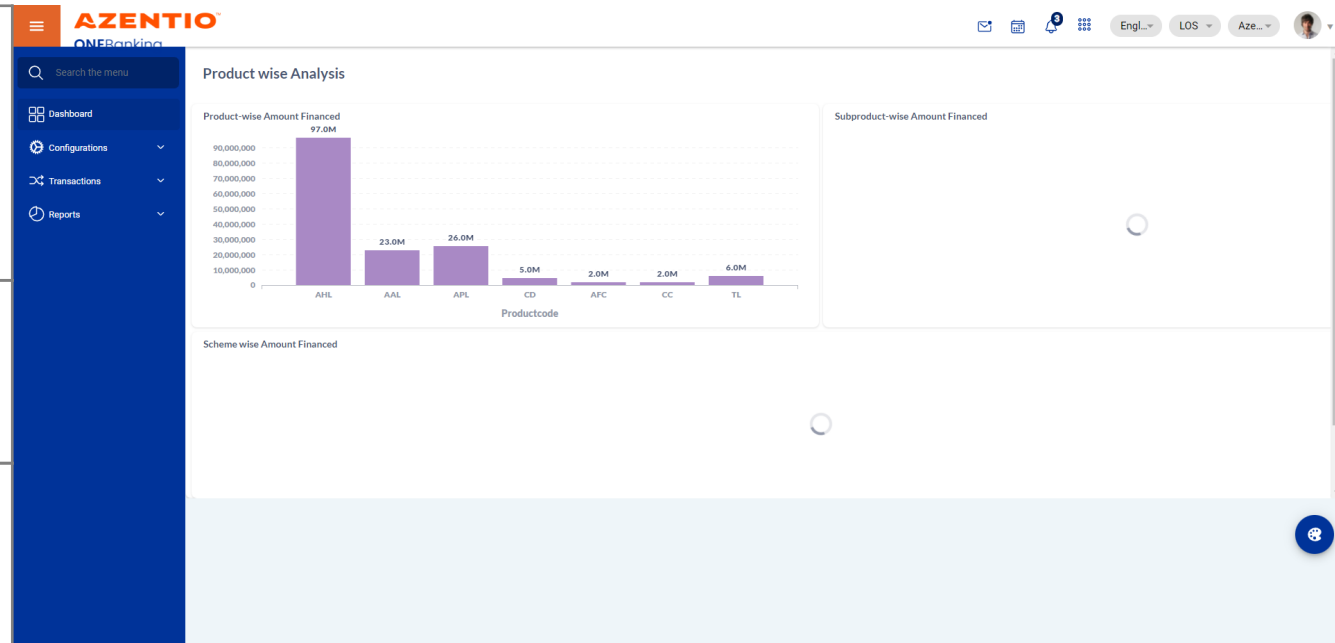 AZENTIO
ONEBanking
3
Engl...
LOS
Aze...
Search the menu
Dashboard
Configurations
Transactions
Reports
Product wise Analysis
Product-wise Amount Financed
97.0M
90,000,000
80,000,000
70,000,000
60,000,000
50,000,000
40,000,000
30,000,000
20,000,000
10,000,000
0
23.0M
26.0M
5.0M
2.0M
2.0M
6.0M
AHL AAL APL CD AFC CC TL
Productcode
Subproduct-wise Amount Financed
Scheme wise Amount Financed